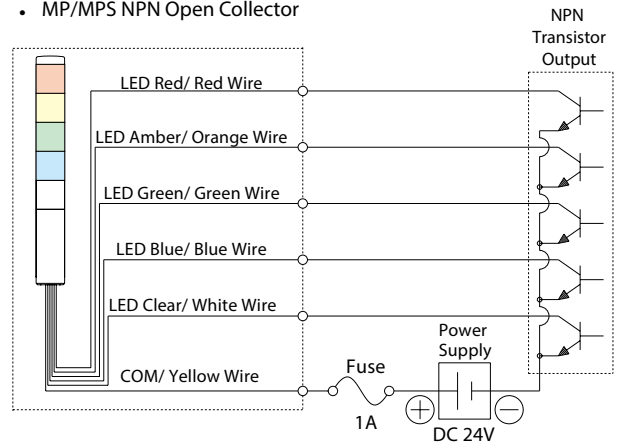 • MP/MPS NPN Open Collector
NPN
Transistor
Output
LED Red/ Red Wire
LED Amber/ Orange Wire
LED Green/ Green Wire
LED Blue/ Blue Wire
LED Clear/ White Wire
Power
Supply
COM/ Yellow Wire
Fuse
1A
+
−
DC 24V